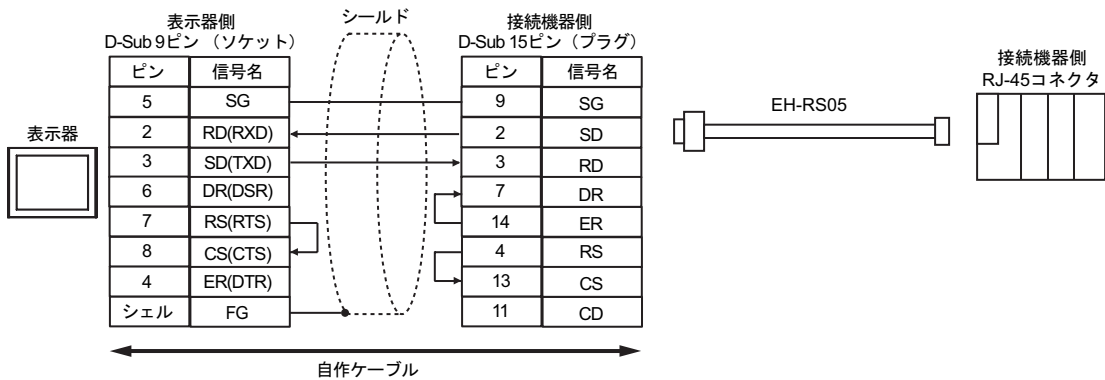 表示器側
D-Sub 9ピン (ソケット)
シールド
接続機器側
D-Sub 15ピン (プラグ)
接続機器側
RJ-45コネクタ
表示器
EH-RS05
ピン 信号名
5 SG
2 RD(RXD)
3 SD(TXD)
6 DR(DSR)
7 RS(RTS)
8 CS(CTS)
4 ER(DTR)
シェル FG
ピン 信号名
9 SG
2 SD
3 RD
7 DR
14 ER
4 RS
13 CS
11 CD
自作ケーブル